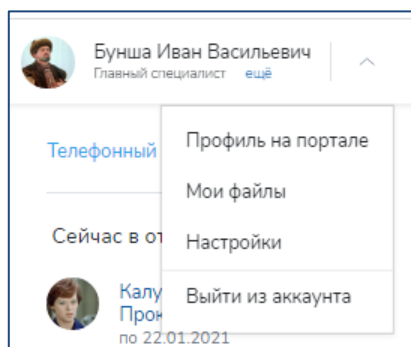 Бунша Иван Васильевич
Главный специалист ещё
Телефонный
Профиль на портале
Мои файлы
Сейчас в от
Настройки
Калу
Прок
Выйти из аккаунта
по 22.01.2021